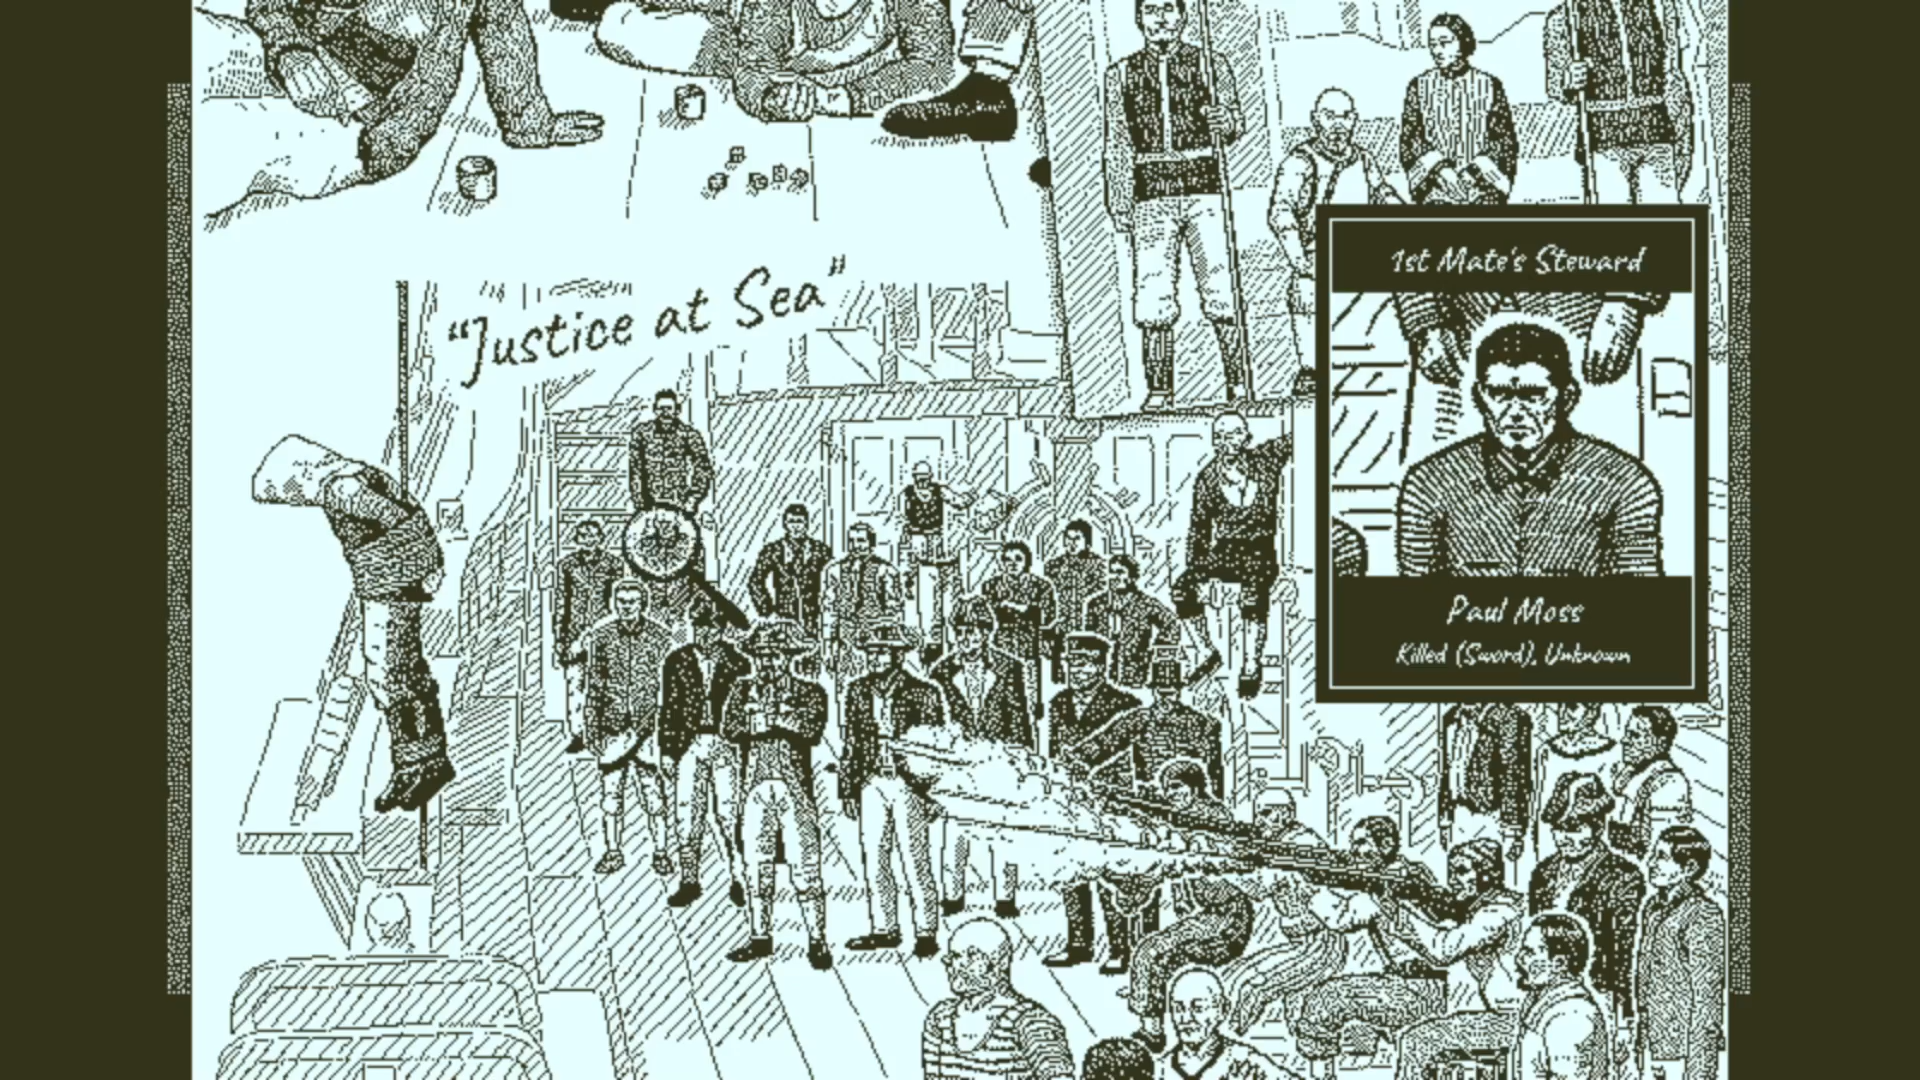 "Justice at Sea"
1st Mate's Steward
Paul Moss
Killed (Sword), Unknown